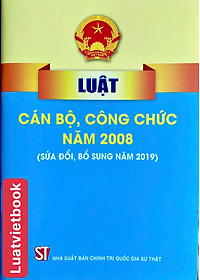 LUẬT
CÁN BỘ, CÔNG CHỨC
NĂM 2008
(SỬA ĐỔI, BỔ SUNG NĂM 2019)
Luatvietbook
ST
NHÀ XUẤT BẢN CHÍNH TRỊ QUỐC GIA SỰ THẬT